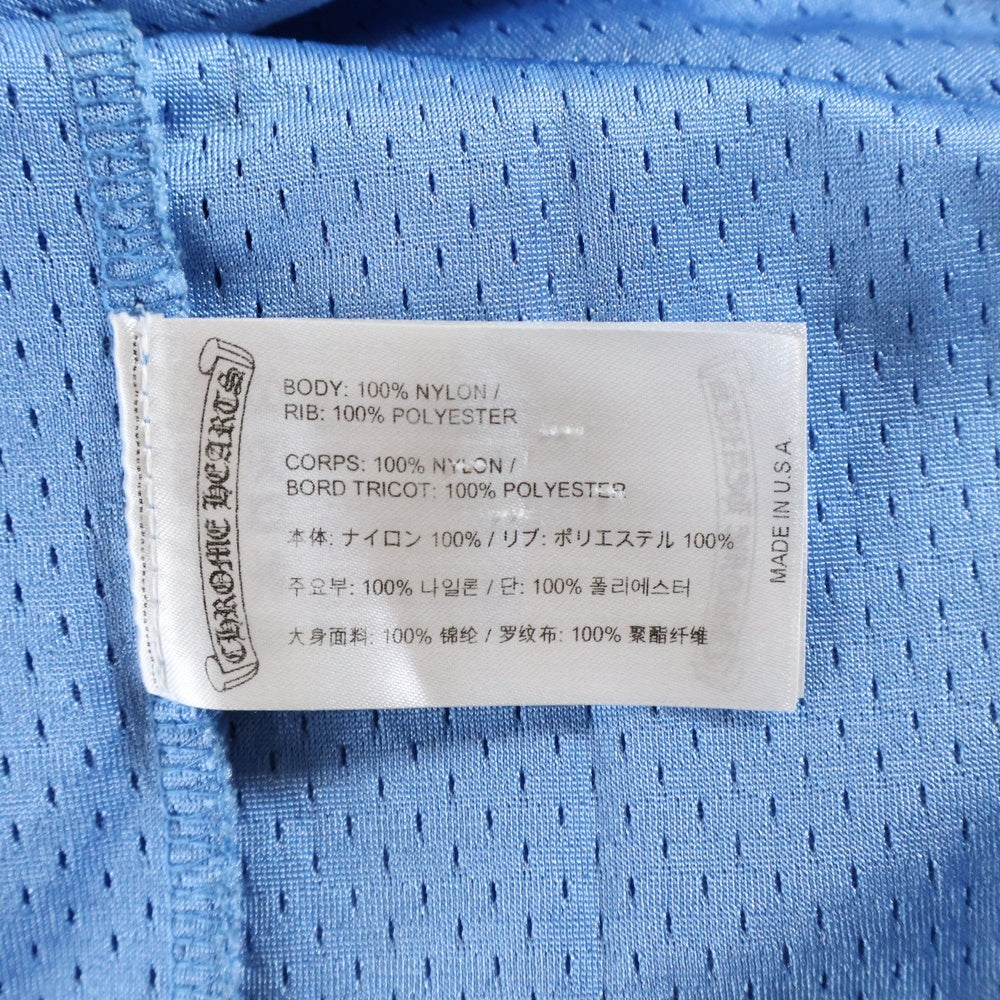 CHROME HEARTS
BODY: 100% NYLON /
RIB: 100% POLYESTER
CORPS: 100% NYLON /
BORD TRICOT: 100% POLYESTER
本体: ナイロン 100% / リブ: ポリエステル 100%
주요부: 100% 나일론 / 단: 100% 폴리에스터
大身面料: 100% 锦纶 / 罗纹布: 100% 聚酯纤维
MADE IN U.S.A.